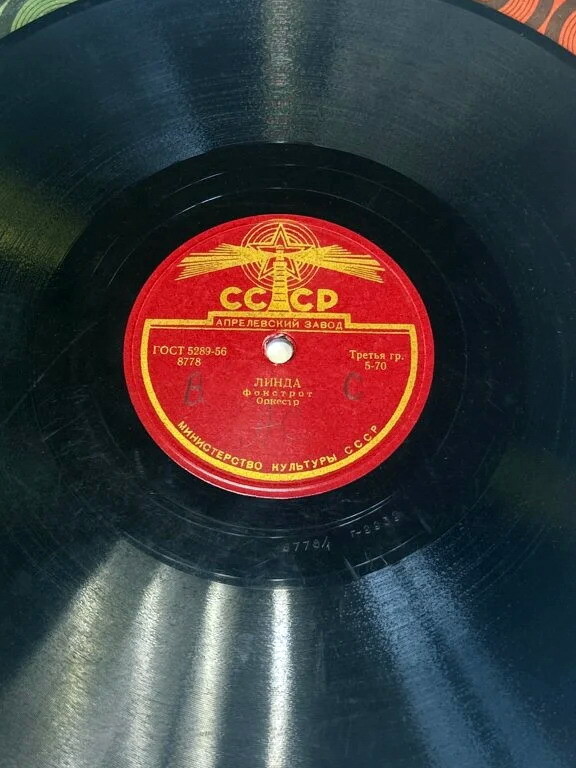 СССР
АПРЕЛЕВСКИЙ ЗАВОД
ГОСТ 5289-56
8778
Третья гр.
5-70
ЛИНДА
Фокстрот
Оркестр
В
С
МИНИСТЕРСТВО КУЛЬТУРЫ СССР